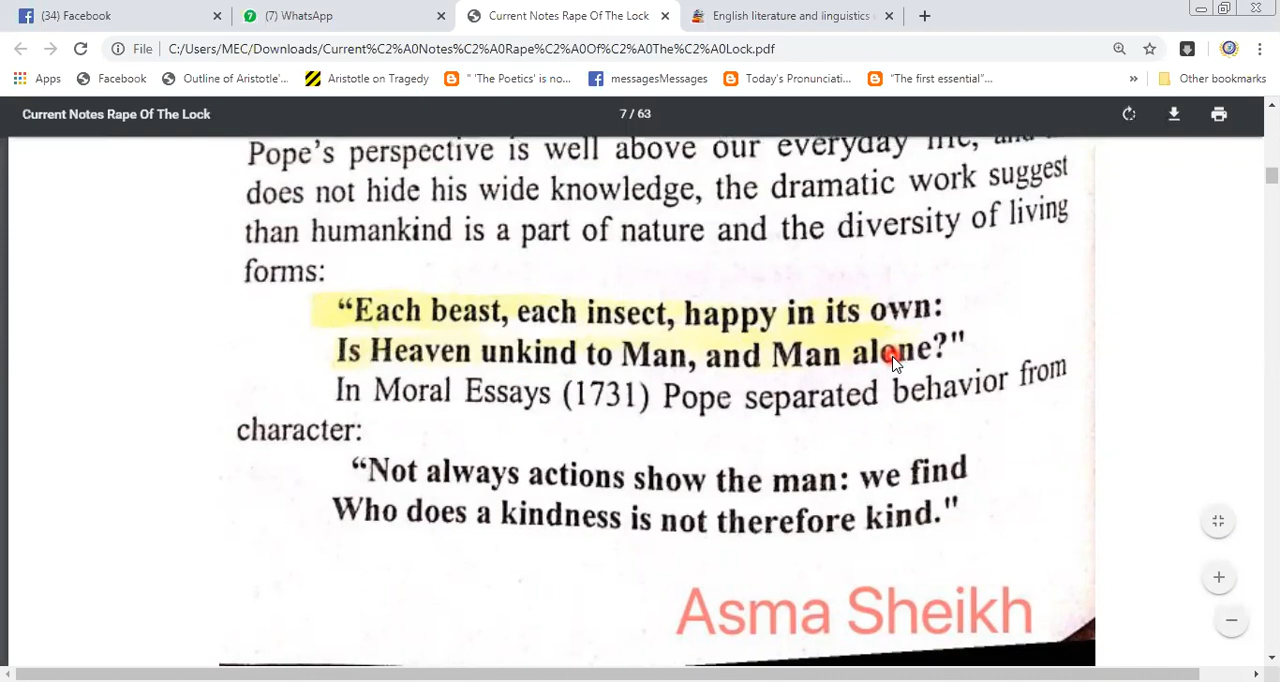 (34) Facebook
(7) WhatsApp
Current Notes Rape Of The Lock
English literature and linguistics
File
C:/Users/MEC/Downloads/Current%C2%A0Notes%C2%A0Rape%C2%A0Of%C2%A0The%C2%A0Lock.pdf
Apps
Facebook
Outline of Aristotle'...
Aristotle on Tragedy
" 'The Poetics' is no...
messagesMessages
Today's Pronunciati...
"The first essential"...
Other bookmarks
Current Notes Rape Of The Lock
7 / 63
Pope's perspective is well above our everyday life, and
does not hide his wide knowledge, the dramatic work suggest
than humankind is a part of nature and the diversity of living
forms:
“Each beast, each insect, happy in its own:
Is Heaven unkind to Man, and Man alone?"
In Moral Essays (1731) Pope separated behavior from
character:
“Not always actions show the man: we find
Who does a kindness is not therefore kind."
Asma Sheikh